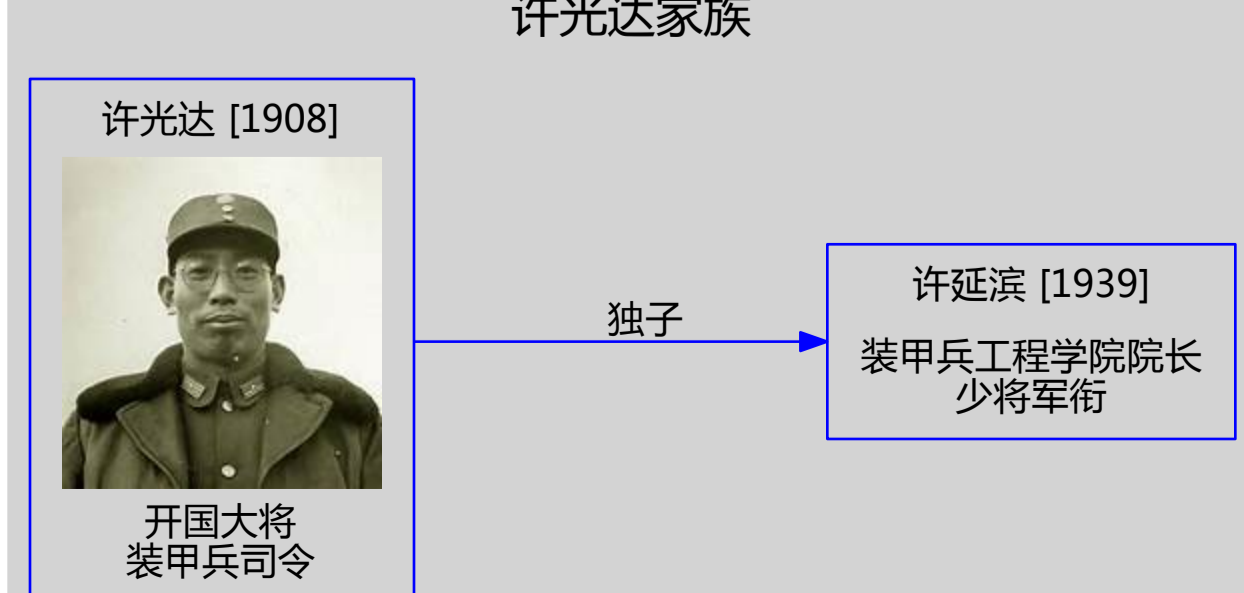 许光达家族
许光达 [1908]
开国大将
装甲兵司令
独子
许延滨 [1939]
装甲兵工程学院院长
少将军衔